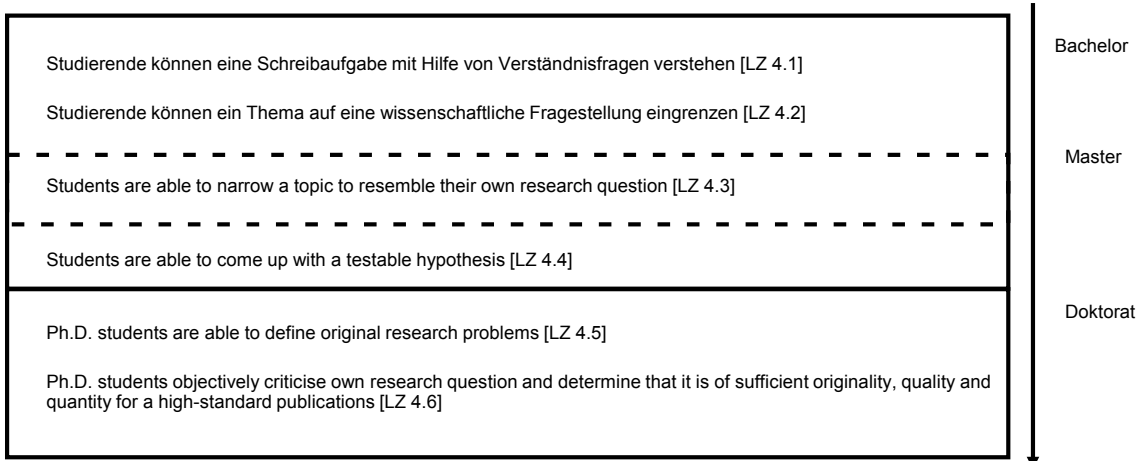 Bachelor
Studierende können eine Schreibaufgabe mit Hilfe von Verständnisfragen verstehen [LZ 4.1]
Studierende können ein Thema auf eine wissenschaftliche Fragestellung eingrenzen [LZ 4.2]
Master
Students are able to narrow a topic to resemble their own research question [LZ 4.3]
Students are able to come up with a testable hypothesis [LZ 4.4]
Doktorat
Ph.D. students are able to define original research problems [LZ 4.5]
Ph.D. students objectively criticise own research question and determine that it is of sufficient originality, quality and
quantity for a high-standard publications [LZ 4.6]